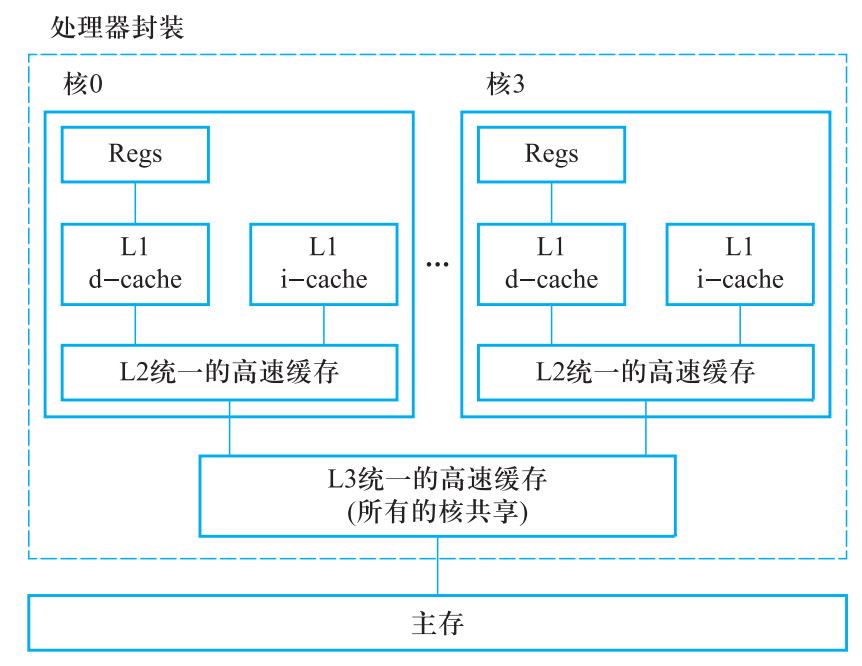 处理器封装
核0
核3
Regs
Regs
L1
d-cache
L1
i-cache
...
L1
d-cache
L1
i-cache
L2统一的高速缓存
L2统一的高速缓存
L3统一的高速缓存
(所有的核共享)
主存